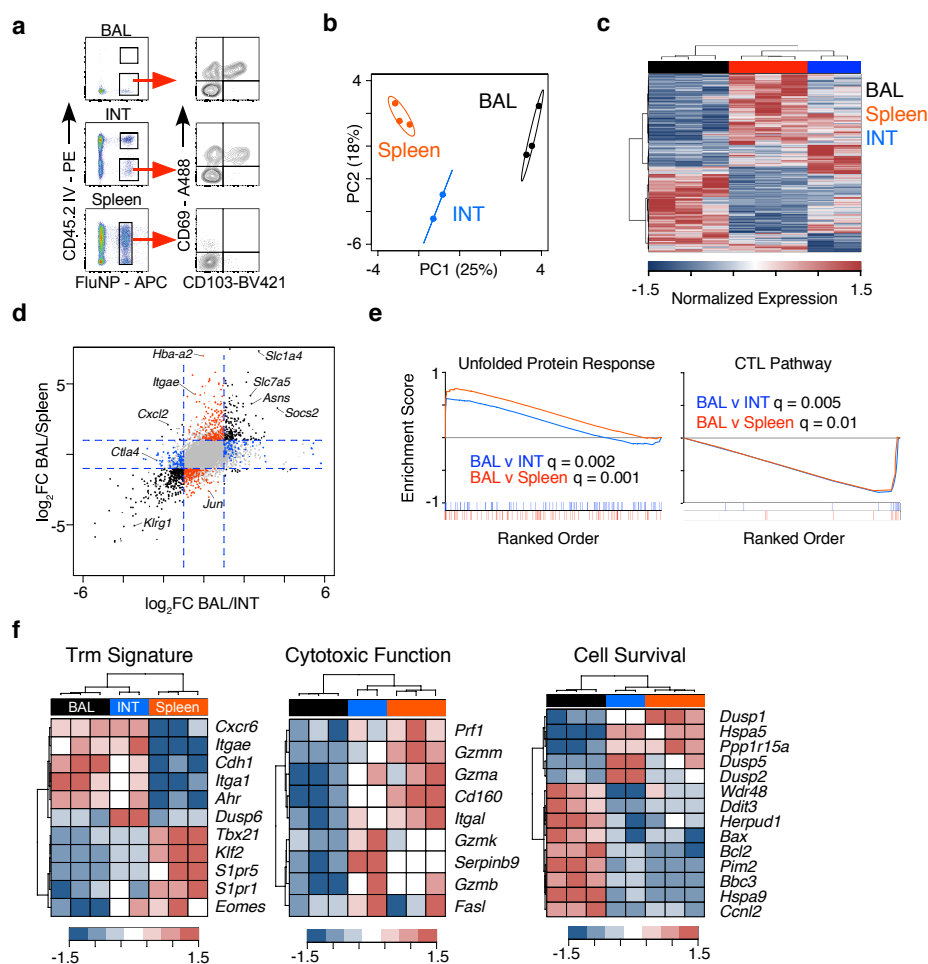 a
BAL
INT
Spleen
CD45.2 IV - PE
CD69 - A488
FluNP - APC
CD103-BV421
b
4
BAL
Spleen
INT
PC2 (18%)
-6
-4
PC1 (25%)
4
c
BAL
Spleen
INT
-1.5
1.5
Normalized Expression
d
Hba-a2
Slc1a4
Itgae
Slc7a5
Asns
Socs2
Cxcl2
Ctla4
Jun
Klrg1
5
-5
log2FC BAL/Spleen
-6
6
log2FC BAL/INT
e
Unfolded Protein Response
CTL Pathway
1
0
-1
Enrichment Score
BAL v INT q = 0.002
BAL v Spleen q = 0.001
BAL v INT q = 0.005
BAL v Spleen q = 0.01
Ranked Order
Ranked Order
f
Trm Signature
BAL
INT
Spleen
Cxcr6
Itgae
Cdh1
Itga1
Ahr
Dusp6
Tbx21
Klf2
S1pr5
S1pr1
Eomes
-1.5
1.5
Cytotoxic Function
Prf1
Gzmm
Gzma
Cd160
Itgal
Gzmk
Serpinb9
Gzmb
Fasl
-1.5
1.5
Cell Survival
Dusp1
Hspa5
Ppp1r15a
Dusp5
Dusp2
Wdr48
Ddit3
Herpud1
Bax
Bcl2
Pim2
Bbc3
Hspa9
Ccnl2
-1.5
1.5